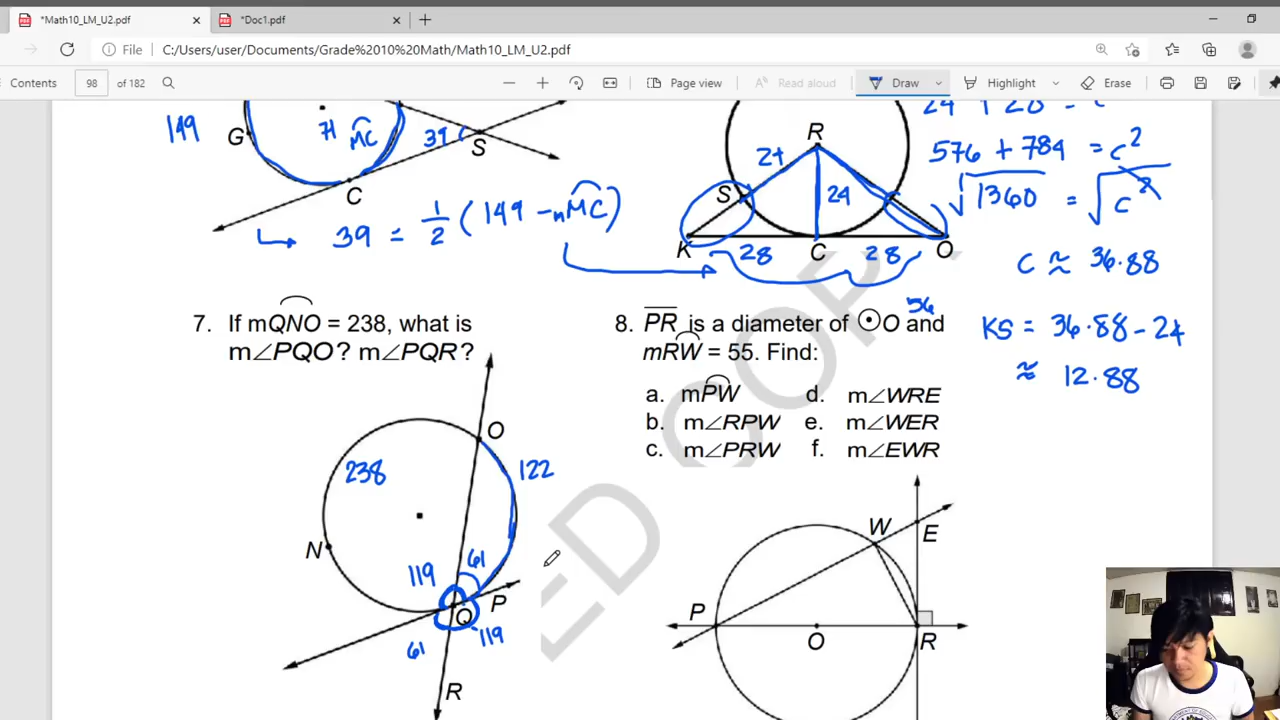 *Math10_LM_U2.pdf
*Doc1.pdf
File
C:/Users/user/Documents/Grade%2010%20Math/Math10_LM_U2.pdf
Contents
98
of 182
Page view
Read aloud
Draw
Highlight
Erase
149
G
71 MC
39
S
C
39 = 1/2 (149 - mMC)
R
24
24
S
K
28
C
28
O
56
576 + 784 = c²
√1360 = √c²
c ≈ 36.88
KS = 36.88 - 24
≈ 12.88
7. If mQNO = 238, what is
m∠PQO? m∠PQR?
O
238
122
N
119
61
P
Q
61
119
R
8. PR is a diameter of ⊙O and
mRW = 55. Find:
a. mPW
d. m∠WRE
b. m∠RPW
e. m∠WER
c. m∠PRW
f. m∠EWR
W
E
P
O
R
ED COP